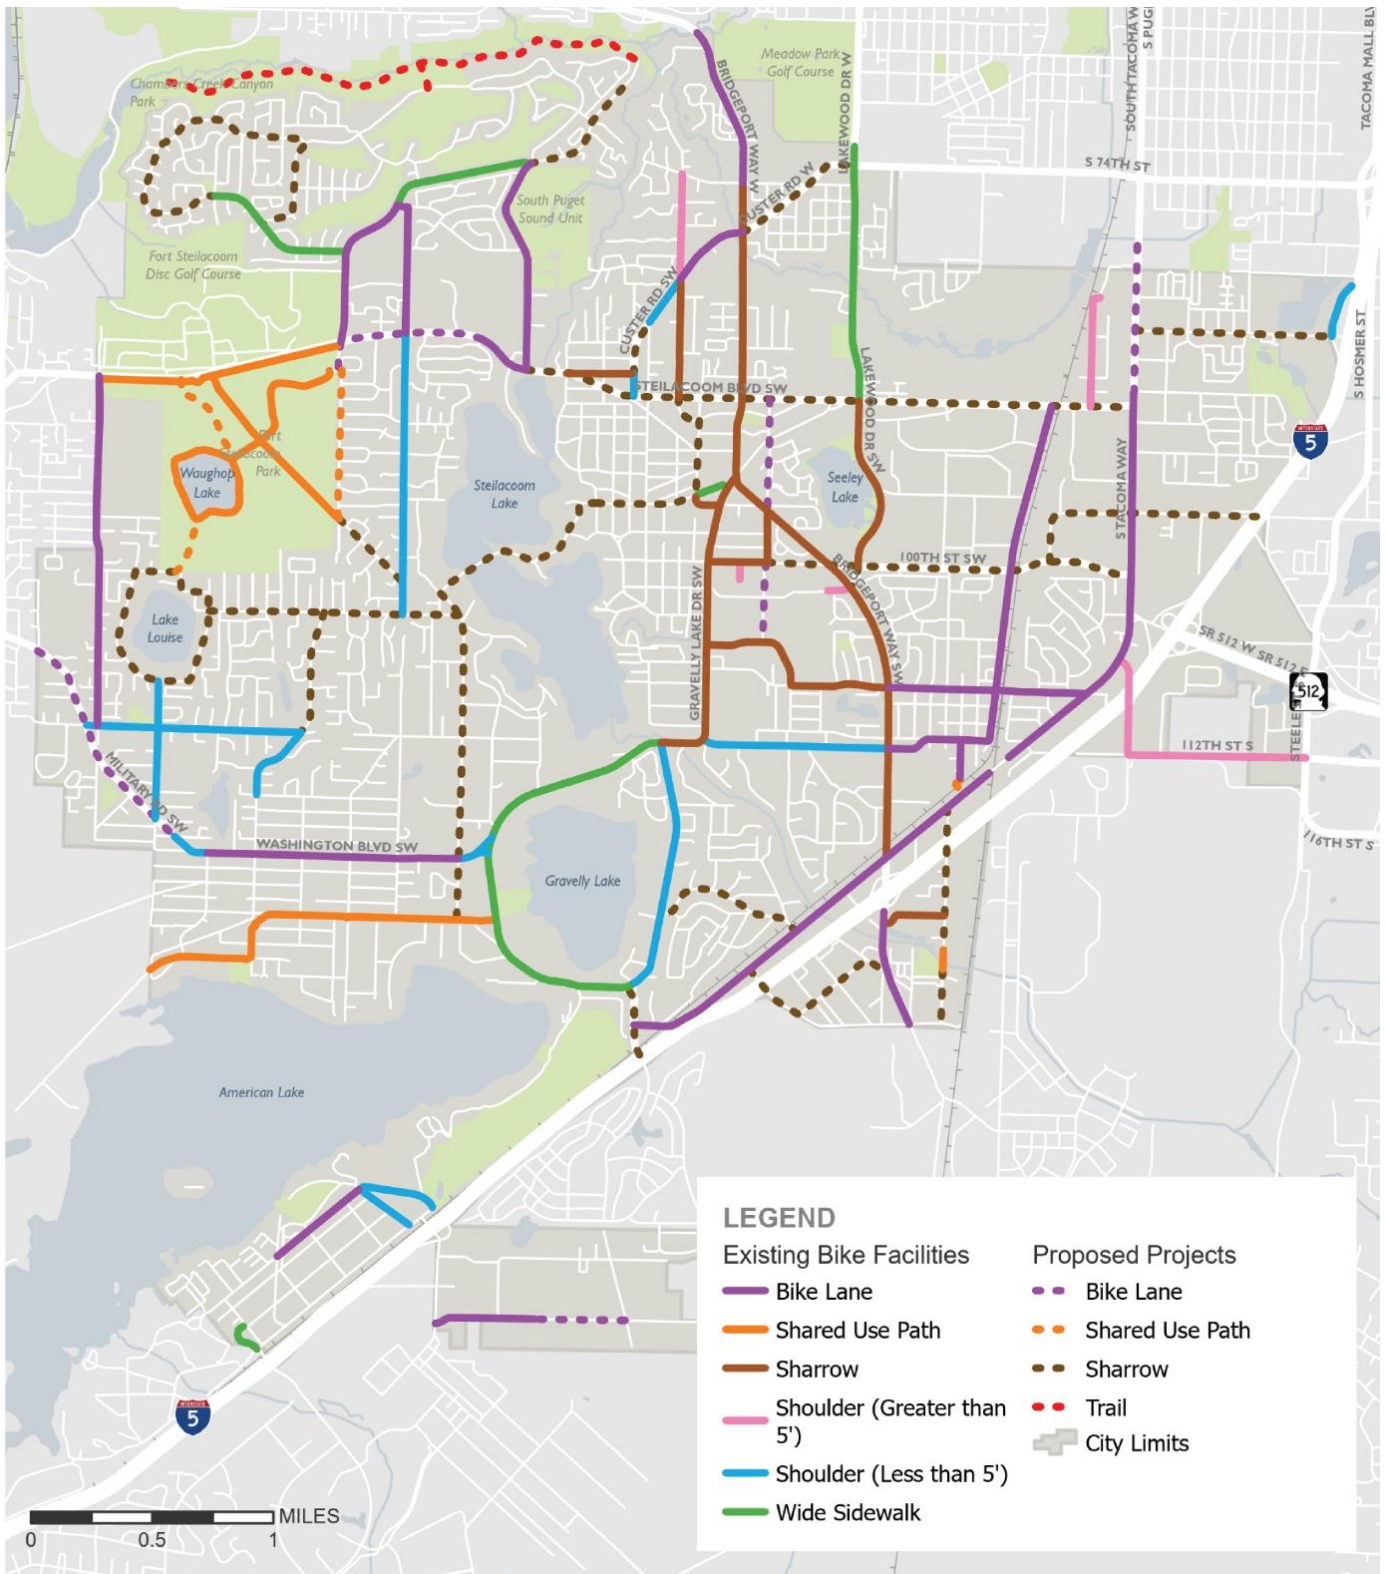 SOUTH TACOMA W
S PUG
TACOMA MALL BLV
Meadow Park
Golf Course
LAKEWOOD DR W
BRIDGEPORT WAY W
Chambers Creek Canyon
Park
S 74TH ST
CUSTER RD W
South Puget
Sound Unit
Fort Steilacoom
Disc Golf Course
CUSTER RD SW
S HOSMER ST
LAKEWOOD DR SW
STEILACOOM BLVD SW
INTERSTATE
5
Fort
Steilacoom
Park
Waughop
Lake
Steilacoom
Lake
Seeley
Lake
S TACOMA WAY
100TH ST SW
BRIDGEPORT WAY SW
GRAVELLY LAKE DR SW
Lake
Louise
SR 512 W SR 512 E
512
STEELE ST S
112TH ST S
MILITARY RD SW
WASHINGTON BLVD SW
116TH ST S
Gravelly Lake
American Lake
INTERSTATE
5
LEGEND
Existing Bike Facilities
Bike Lane
Shared Use Path
Sharrow
Shoulder (Greater than
5')
Shoulder (Less than 5')
Wide Sidewalk
Proposed Projects
Bike Lane
Shared Use Path
Sharrow
Trail
City Limits
MILES
0 0.5 1